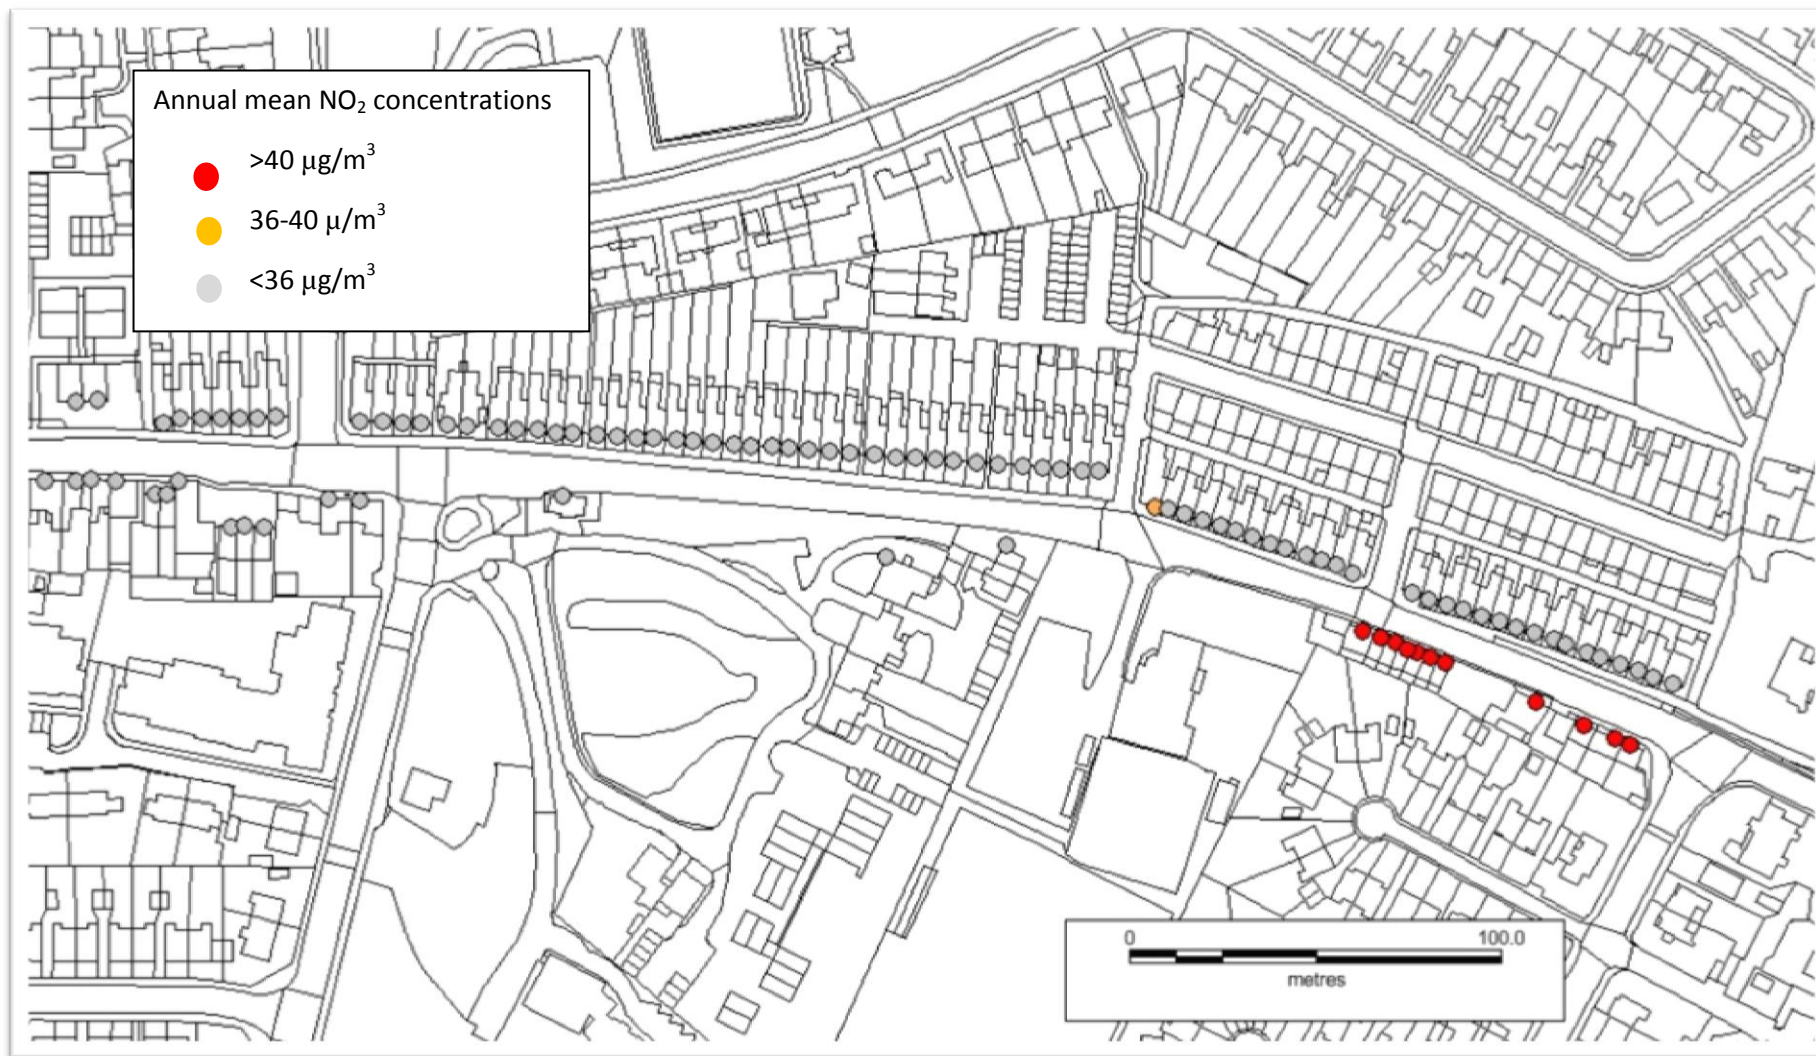 Annual mean NO₂ concentrations
>40 μg/m³
36-40 μ/m³
<36 μg/m³
0 100.0
metres